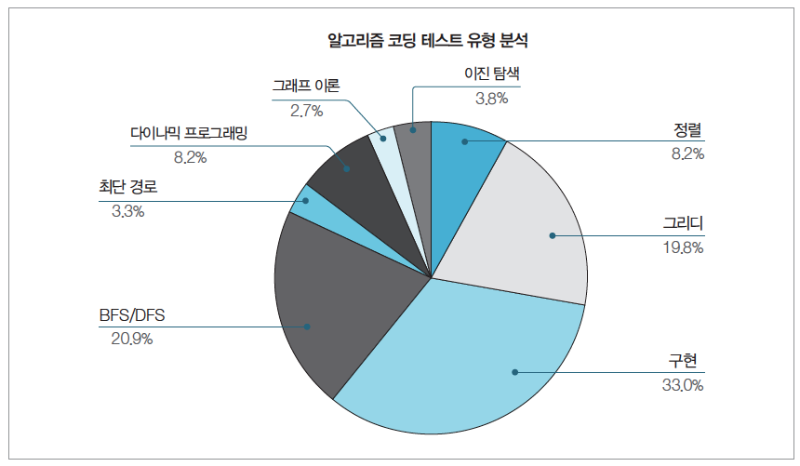 알고리즘 코딩 테스트 유형 분석
이진 탐색
3.8%
그래프 이론
2.7%
정렬
8.2%
다이나믹 프로그래밍
8.2%
최단 경로
3.3%
그리디
19.8%
BFS/DFS
20.9%
구현
33.0%